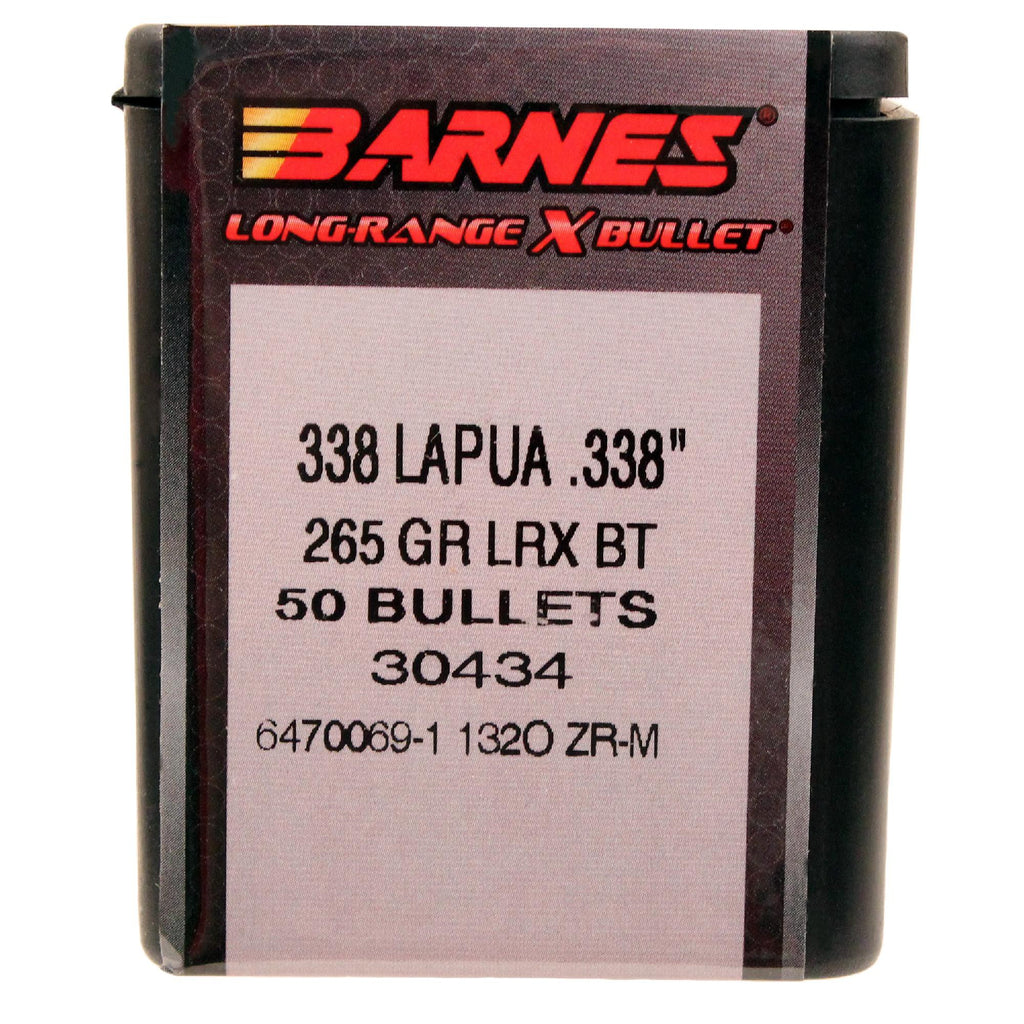 BARNES®
LONG-RANGE X BULLET®
338 LAPUA .338"
265 GR LRX BT
50 BULLETS
30434
6470069-1 132O ZR-M